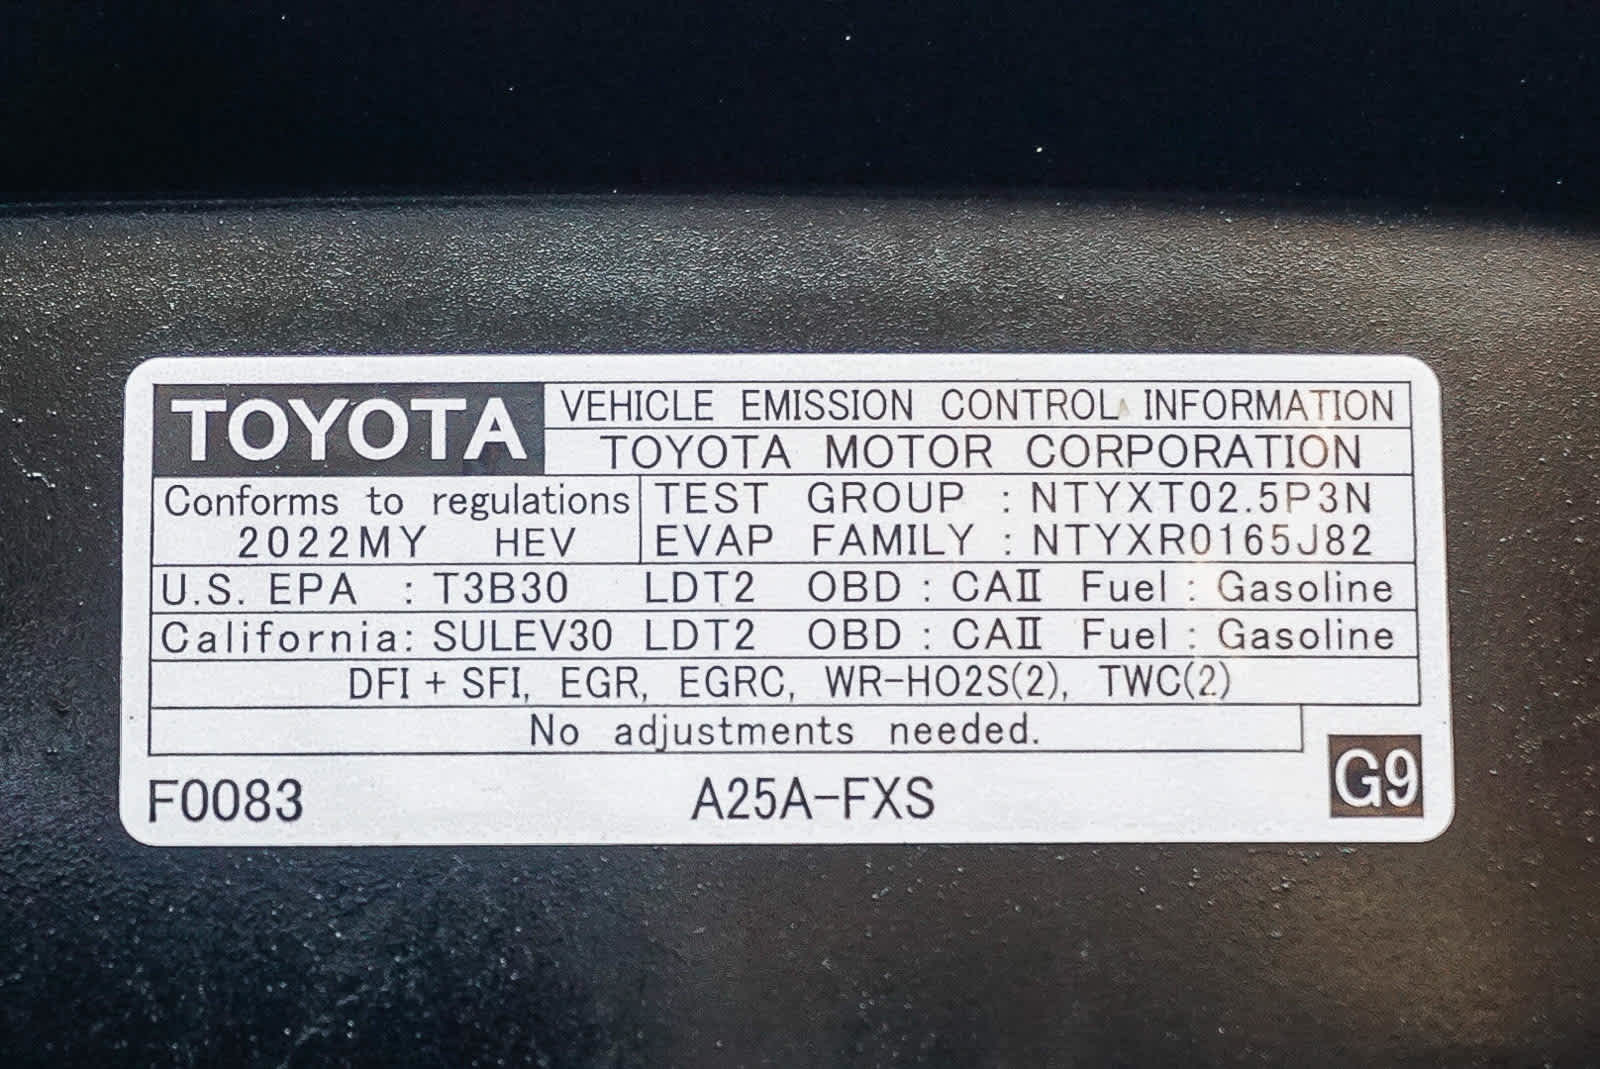 TOYOTA
VEHICLE EMISSION CONTROL INFORMATION
TOYOTA MOTOR CORPORATION
Conforms to regulations
2022MY HEV
TEST GROUP : NTYXT02.5P3N
EVAP FAMILY : NTYXR0165J82
U.S. EPA : T3B30 LDT2 OBD : CAⅡ Fuel : Gasoline
California: SULEV30 LDT2 OBD : CAⅡ Fuel : Gasoline
DFI + SFI, EGR, EGRC, WR-HO2S(2), TWC(2)
No adjustments needed.
F0083
A25A-FXS
G9